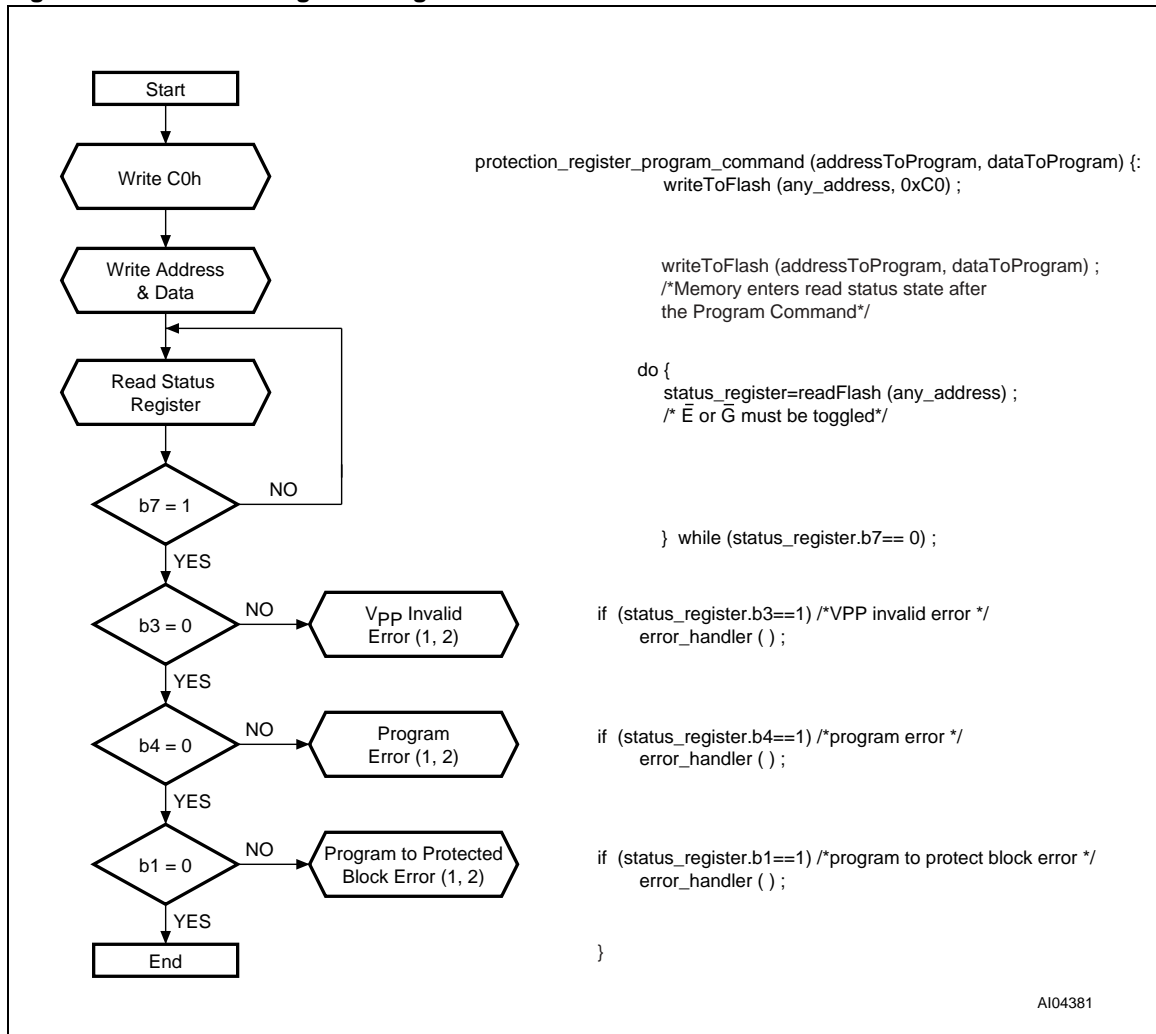 Start
Write C0h
protection_register_program_command (addressToProgram, dataToProgram) {:
writeToFlash (any_address, 0xC0) ;
Write Address
& Data
writeToFlash (addressToProgram, dataToProgram) ;
/*Memory enters read status state after
the Program Command*/
Read Status
Register
do {
status_register=readFlash (any_address) ;
/* E̅ or G̅ must be toggled*/
b7 = 1
NO
} while (status_register.b7== 0) ;
YES
b3 = 0
NO
VPP Invalid
Error (1, 2)
if (status_register.b3==1) /*VPP invalid error */
error_handler ( ) ;
YES
b4 = 0
NO
Program
Error (1, 2)
if (status_register.b4==1) /*program error */
error_handler ( ) ;
YES
b1 = 0
NO
Program to Protected
Block Error (1, 2)
if (status_register.b1==1) /*program to protect block error */
error_handler ( ) ;
YES
End
}
AI04381